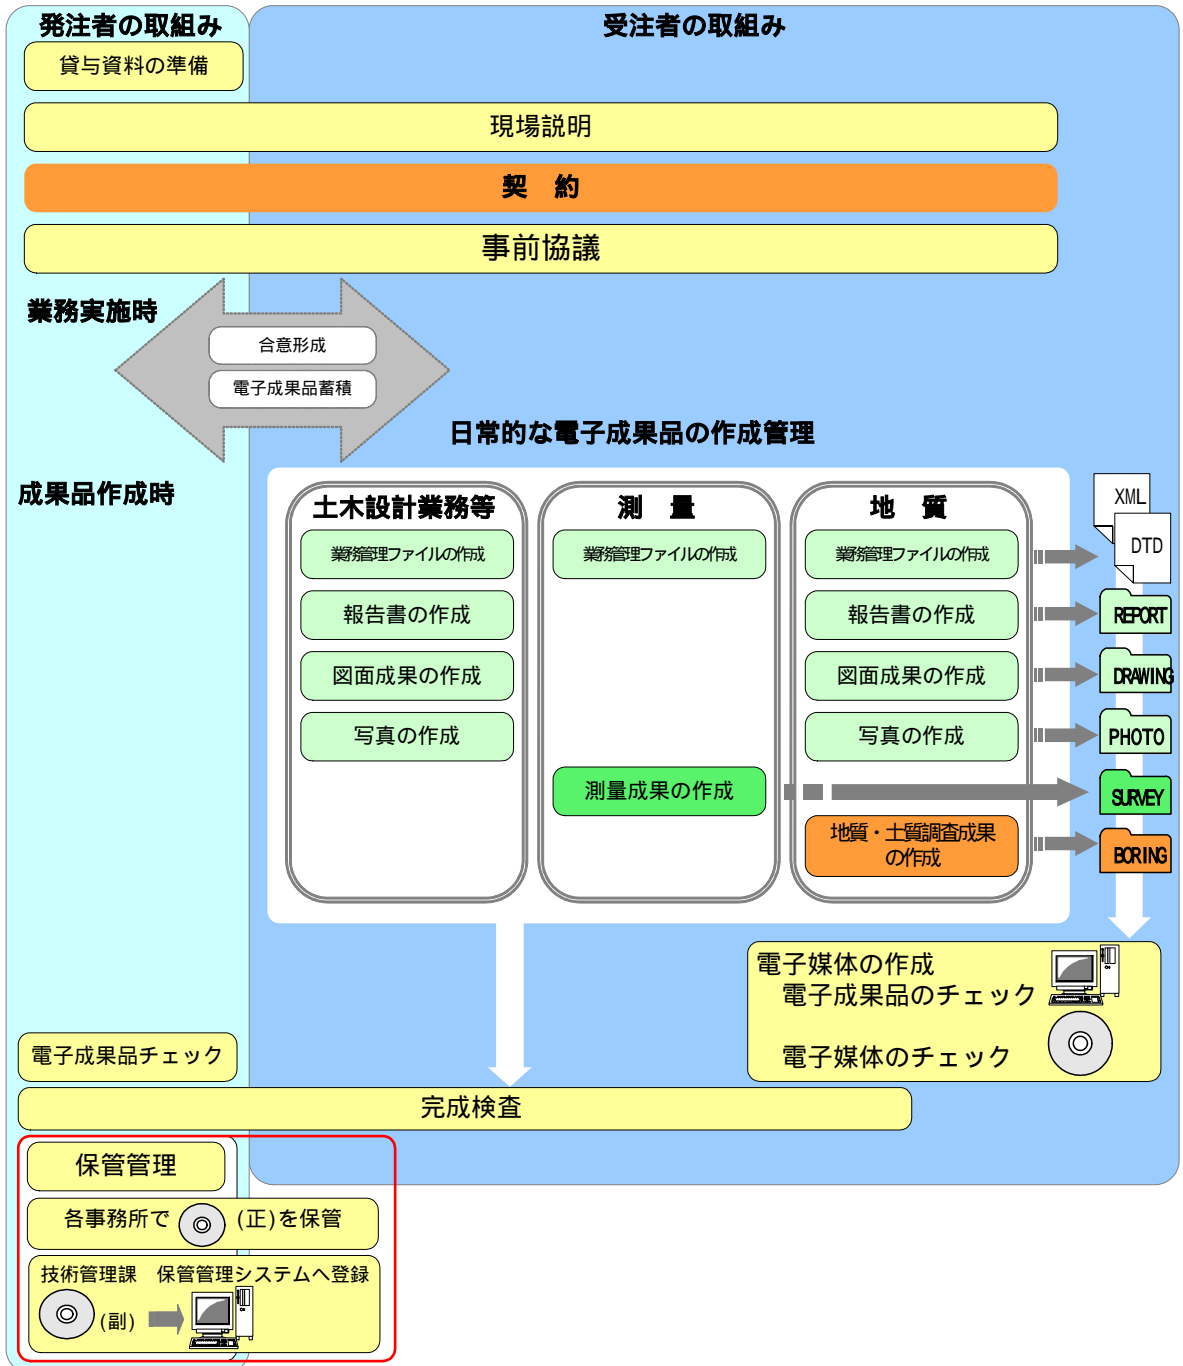 発注者の取組み
受注者の取組み
貸与資料の準備
現場説明
契　約
事前協議
業務実施時
合意形成
電子成果品蓄積
日常的な電子成果品の作成管理
成果品作成時
土木設計業務等
業務管理ファイルの作成
報告書の作成
図面成果の作成
写真の作成
測　量
業務管理ファイルの作成
測量成果の作成
地　質
業務管理ファイルの作成
報告書の作成
図面成果の作成
写真の作成
地質・土質調査成果
の作成
XML
DTD
REPORT
DRAWING
PHOTO
SURVEY
BORING
電子媒体の作成
電子成果品のチェック
電子媒体のチェック
電子成果品チェック
完成検査
保管管理
各事務所で (正)を保管
技術管理課　保管管理システムへ登録
(副)